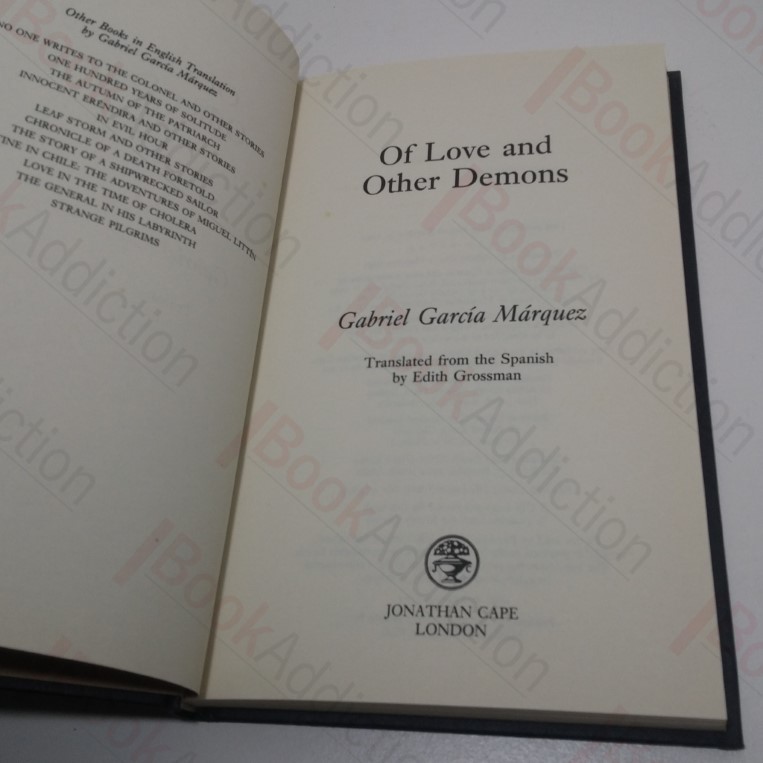 Other Books in English Translation
by Gabriel García Márquez
NO ONE WRITES TO THE COLONEL AND OTHER STORIES
ONE HUNDRED YEARS OF SOLITUDE
THE AUTUMN OF THE PATRIARCH
INNOCENT ERÉNDIRA AND OTHER STORIES
IN EVIL HOUR
LEAF STORM AND OTHER STORIES
CHRONICLE OF A DEATH FORETOLD
THE STORY OF A SHIPWRECKED SAILOR
TINE IN CHILE: THE ADVENTURES OF MIGUEL LITTÍN
LOVE IN THE TIME OF CHOLERA
THE GENERAL IN HIS LABYRINTH
STRANGE PILGRIMS
Of Love and
Other Demons
Gabriel García Márquez
Translated from the Spanish
by Edith Grossman
JONATHAN CAPE
LONDON
BookAddiction